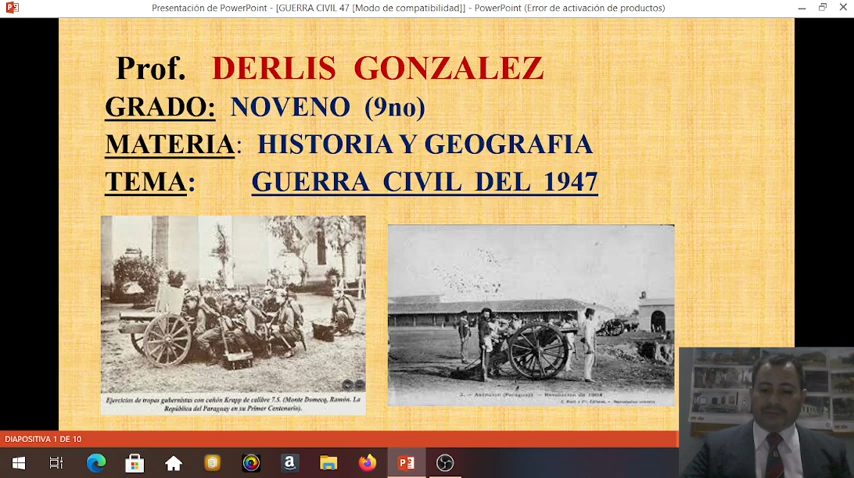 Presentación de PowerPoint - [GUERRA CIVIL 47 [Modo de compatibilidad]] - PowerPoint (Error de activación de productos)
Prof. DERLIS GONZALEZ
GRADO: NOVENO (9no)
MATERIA: HISTORIA Y GEOGRAFIA
TEMA: GUERRA CIVIL DEL 1947
Ejercicios de tropas gubernistas con cañón Krupp de calibre 7.5. (Monte Domecq, Ramón. La
República del Paraguay en su Primer Centenario).
2. - Asunción (Paraguay). - Revolución de 1904
DIAPOSITIVA 1 DE 10